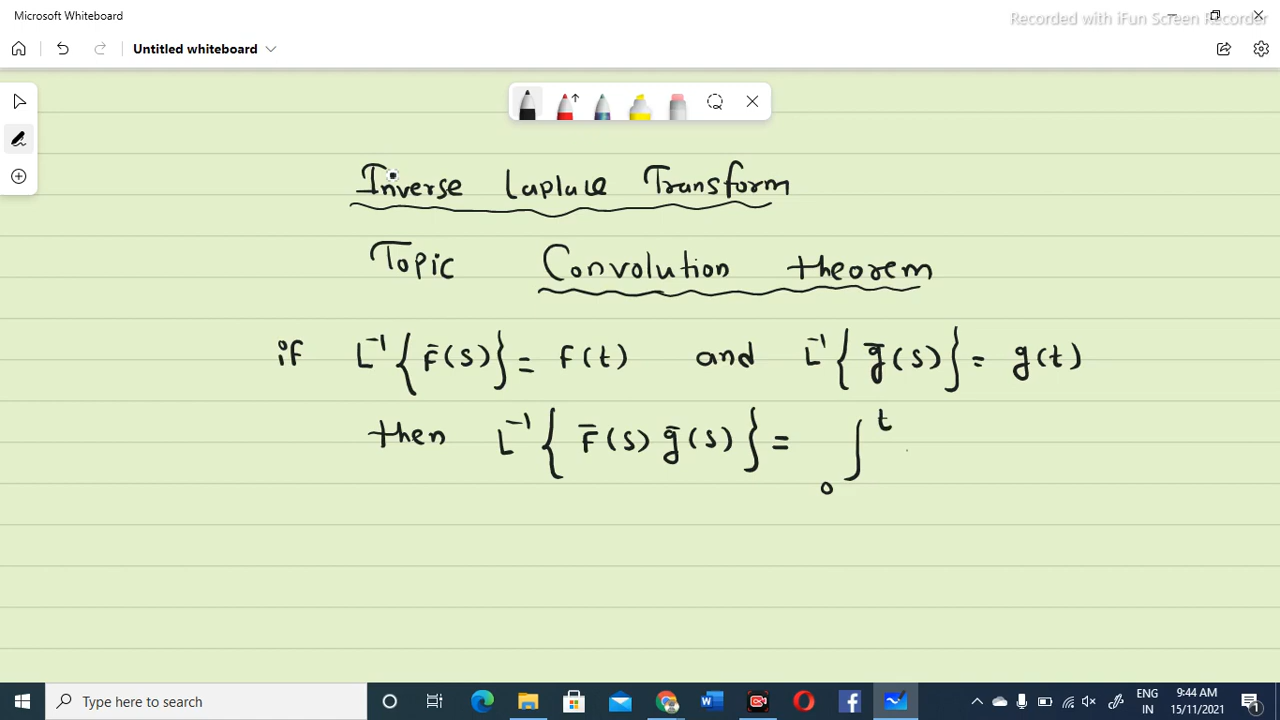 Microsoft Whiteboard
Recorded with iFun Screen Recorder
Untitled whiteboard
Inverse Laplace Transform
Topic Convolution theorem
if L⁻¹{f̄(s)} = f(t) and L⁻¹{ḡ(s)} = g(t)
then L⁻¹{f̄(s) ḡ(s)} = ∫₀ᵗ
Type here to search
ENG
IN
9:44 AM
15/11/2021
1